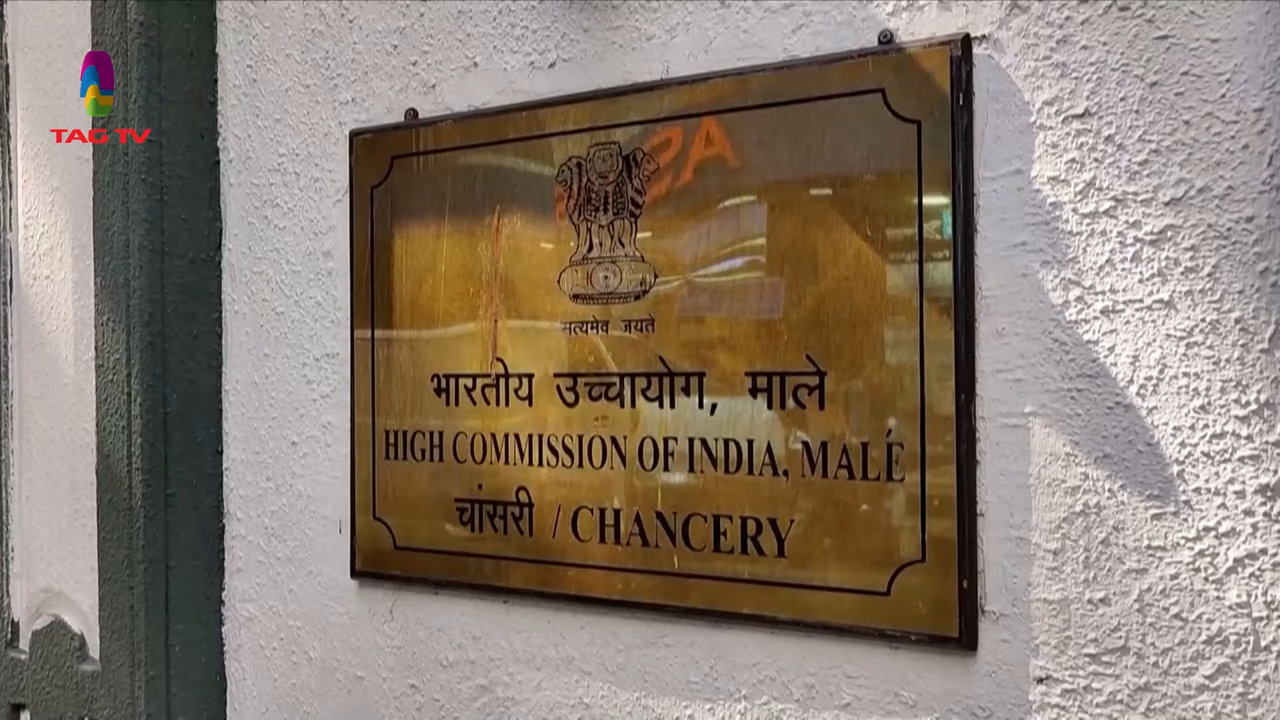 TAG TV
सत्यमेव जयते
भारतीय उच्चायोग, माले
HIGH COMMISSION OF INDIA, MALÉ
चांसरी / CHANCERY